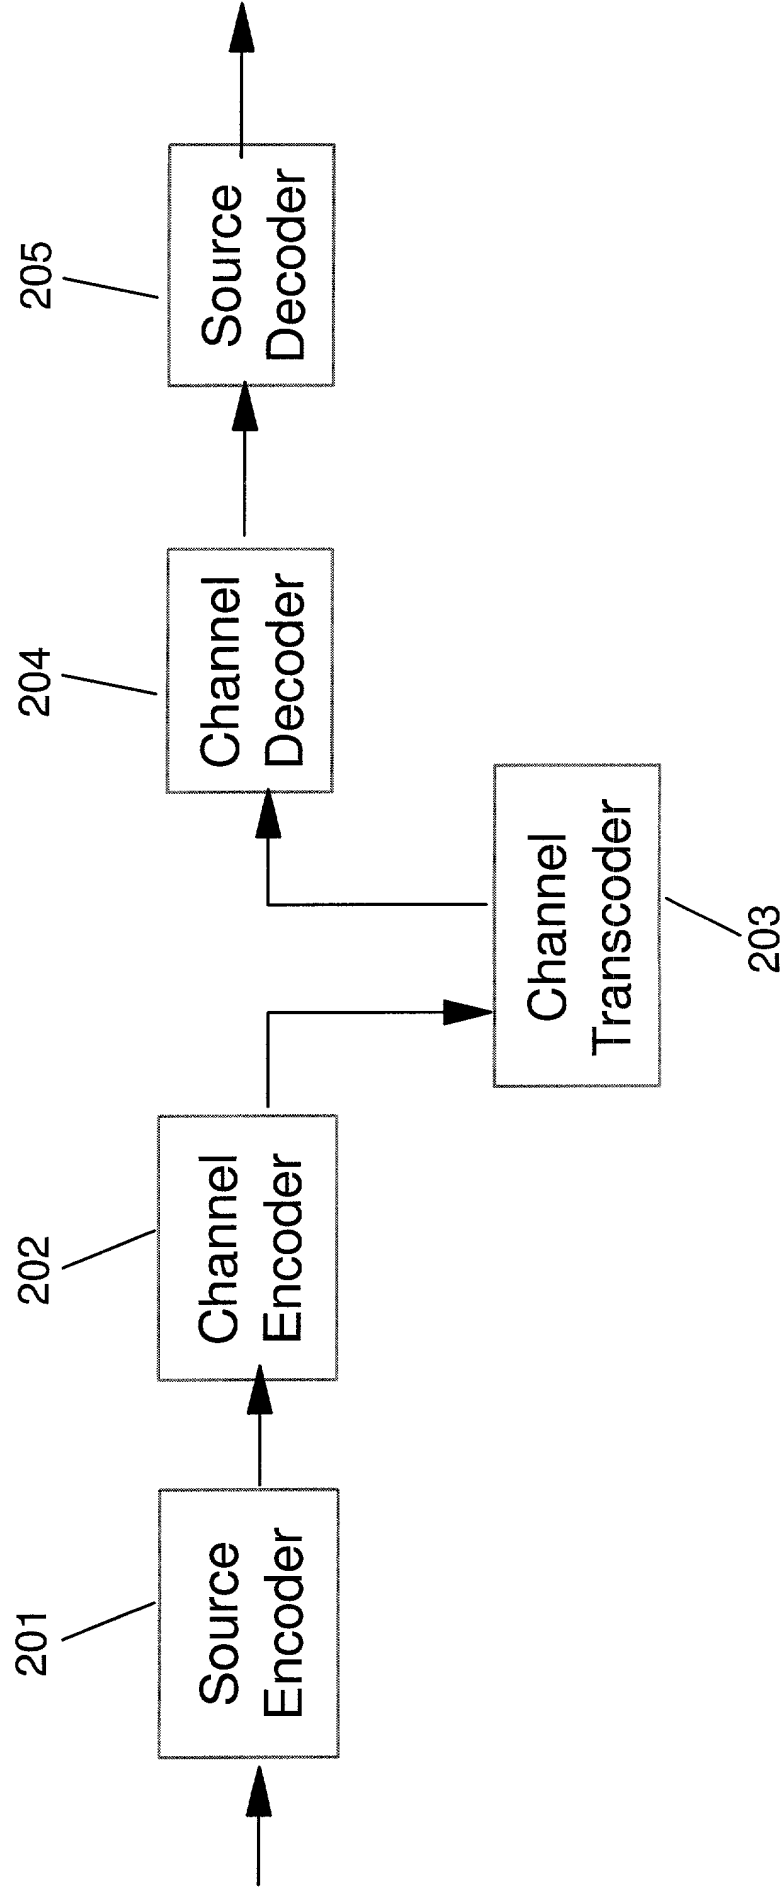 201
Source
Encoder
202
Channel
Encoder
Channel
Transcoder
203
204
Channel
Decoder
205
Source
Decoder